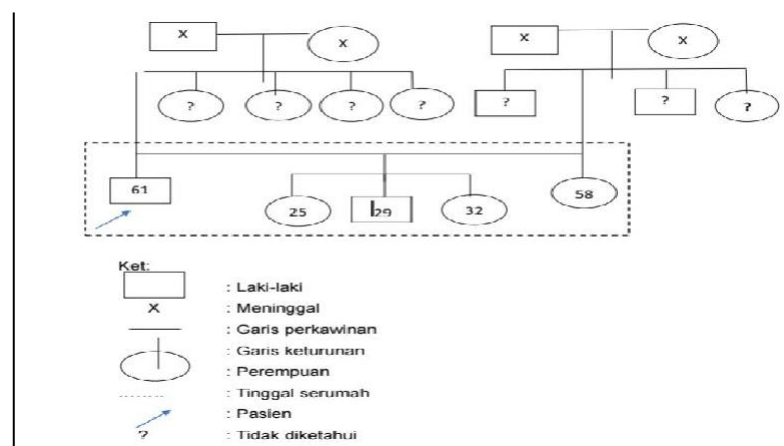 X X X X
? ? ? ? ? ? ?
61 25 29 32 58
Ket:
: Laki-laki
X : Meninggal
: Garis perkawinan
: Garis keturunan
: Perempuan
: Tinggal serumah
: Pasien
? : Tidak diketahui